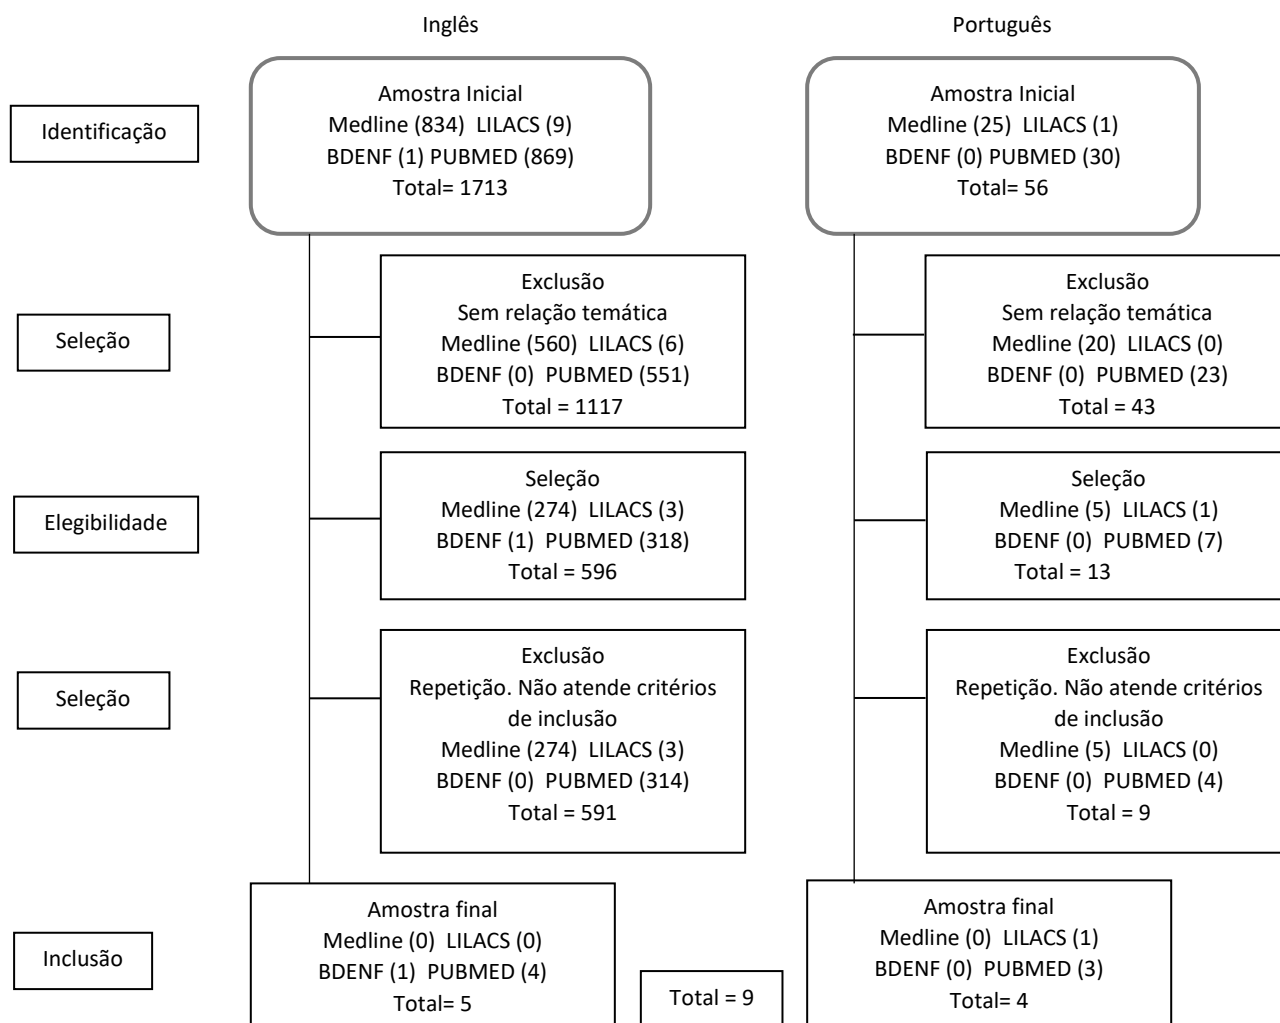 Inglês
Português
Identificação
Amostra Inicial
Medline (834) LILACS (9)
BDENF (1) PUBMED (869)
Total= 1713
Amostra Inicial
Medline (25) LILACS (1)
BDENF (0) PUBMED (30)
Total= 56
Seleção
Exclusão
Sem relação temática
Medline (560) LILACS (6)
BDENF (0) PUBMED (551)
Total = 1117
Exclusão
Sem relação temática
Medline (20) LILACS (0)
BDENF (0) PUBMED (23)
Total = 43
Elegibilidade
Seleção
Medline (274) LILACS (3)
BDENF (1) PUBMED (318)
Total = 596
Seleção
Medline (5) LILACS (1)
BDENF (0) PUBMED (7)
Total = 13
Seleção
Exclusão
Repetição. Não atende critérios
de inclusão
Medline (274) LILACS (3)
BDENF (0) PUBMED (314)
Total = 591
Exclusão
Repetição. Não atende critérios
de inclusão
Medline (5) LILACS (0)
BDENF (0) PUBMED (4)
Total = 9
Inclusão
Amostra final
Medline (0) LILACS (0)
BDENF (1) PUBMED (4)
Total= 5
Total = 9
Amostra final
Medline (0) LILACS (1)
BDENF (0) PUBMED (3)
Total= 4